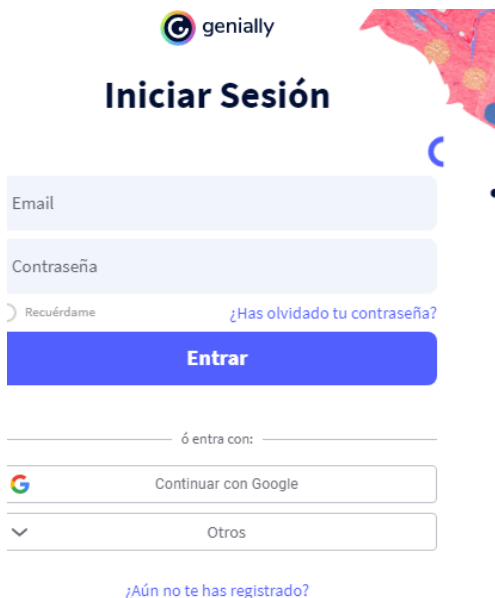 genially
Iniciar Sesión
Email
Contraseña
Recuérdame
¿Has olvidado tu contraseña?
Entrar
ó entra con:
Continuar con Google
Otros
¿Aún no te has registrado?